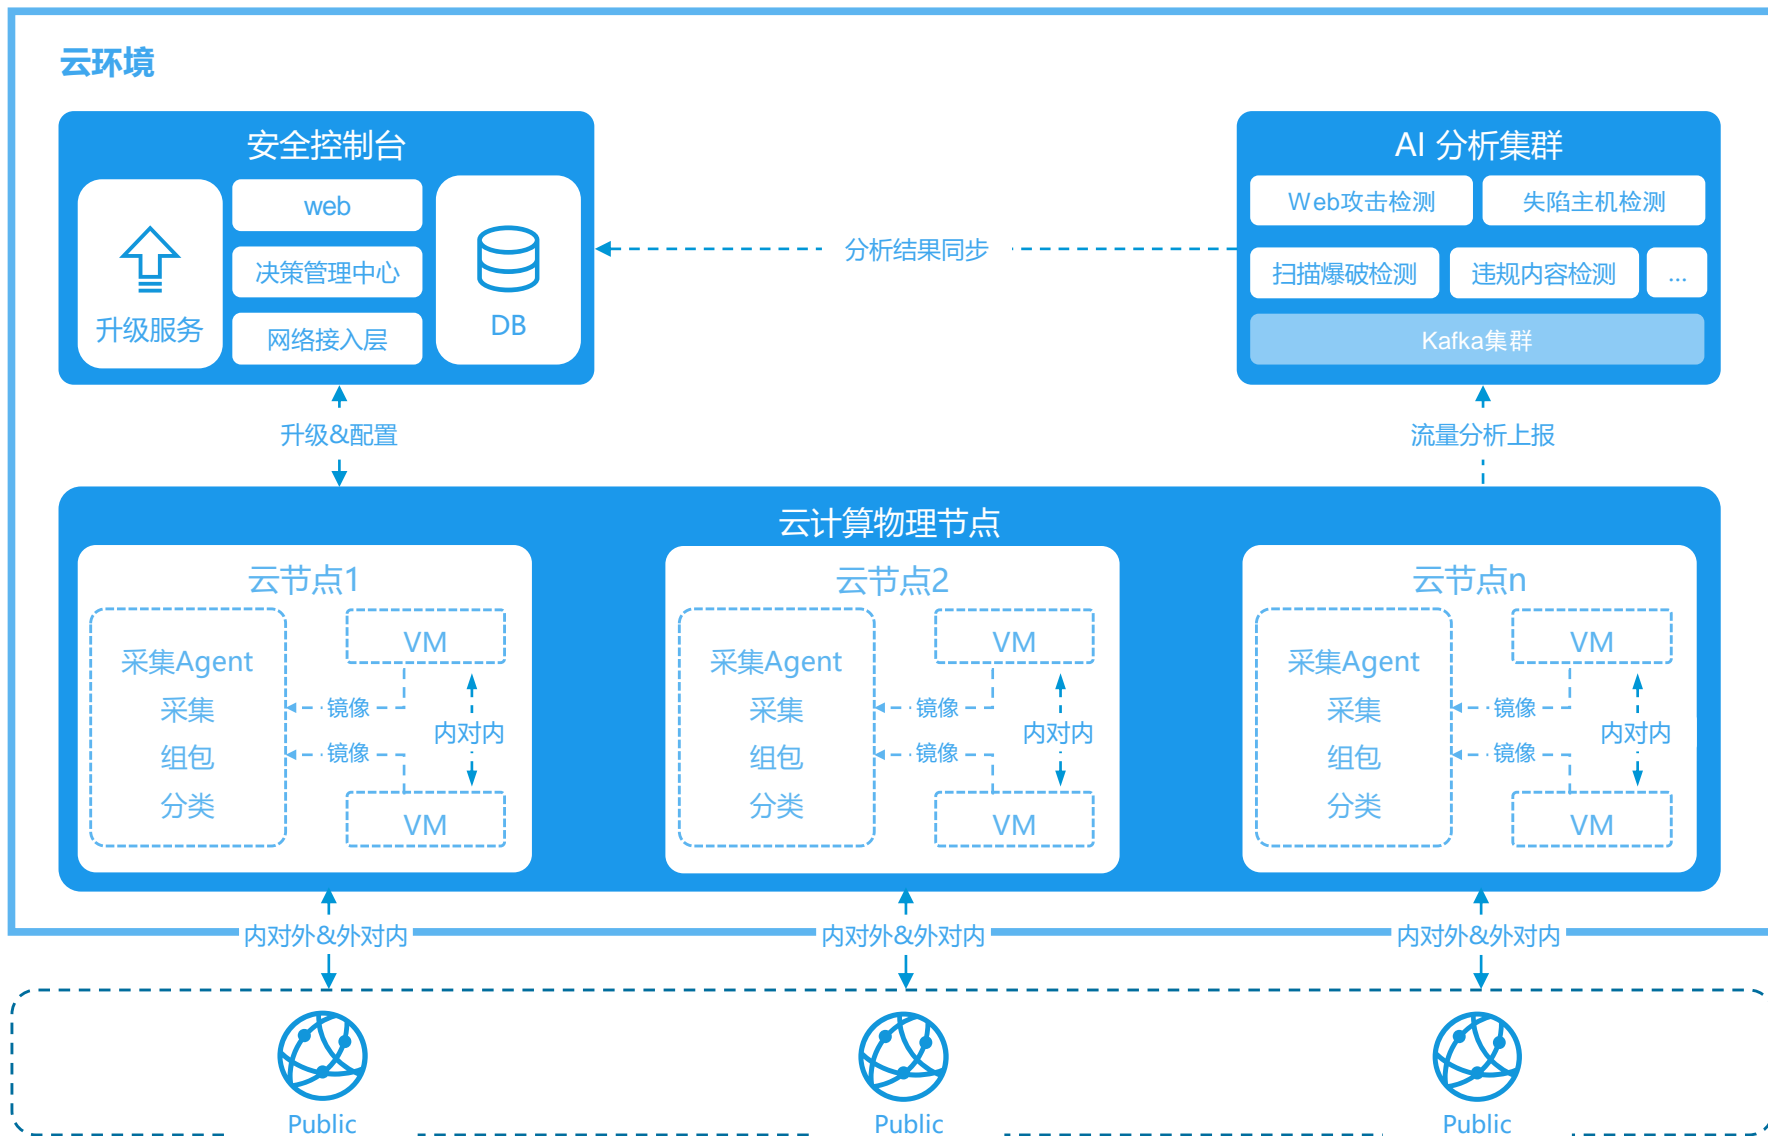 云环境
安全控制台
升级服务
web
决策管理中心
网络接入层
DB
分析结果同步
AI 分析集群
Web攻击检测
失陷主机检测
扫描爆破检测
违规内容检测
...
Kafka集群
升级&配置
流量分析上报
云计算物理节点
云节点1
采集Agent
采集
组包
分类
VM
镜像
镜像
内对内
VM
云节点2
采集Agent
采集
组包
分类
VM
镜像
镜像
内对内
VM
云节点n
采集Agent
采集
组包
分类
VM
镜像
镜像
内对内
VM
内对外&外对内
内对外&外对内
内对外&外对内
Public
Public
Public